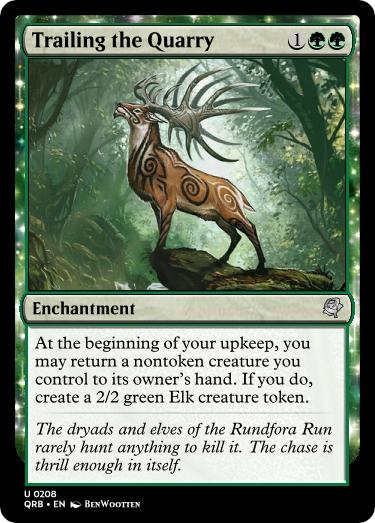 Trailing the Quarry 1
Enchantment
At the beginning of your upkeep, you
may return a nontoken creature you
control to its owner's hand. If you do,
create a 2/2 green Elk creature token.
The dryads and elves of the Rundfora Run
rarely hunt anything to kill it. The chase is
thrill enough in itself.
U 0208
QRB • EN BenWootten